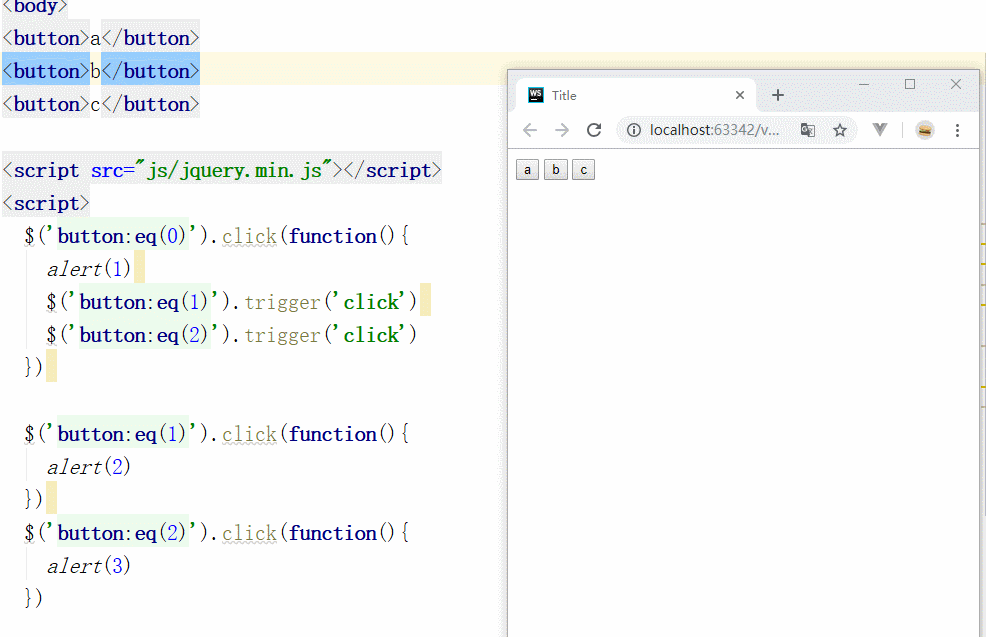 <body>
<button>a</button>
<button>b</button>
<button>c</button>
<script src="js/jquery.min.js"></script>
<script>
$('button:eq(0)').click(function(){
alert(1)
$('button:eq(1)').trigger('click')
$('button:eq(2)').trigger('click')
})
$('button:eq(1)').click(function(){
alert(2)
})
$('button:eq(2)').click(function(){
alert(3)
})
WS Title
localhost:63342/v...
a b c